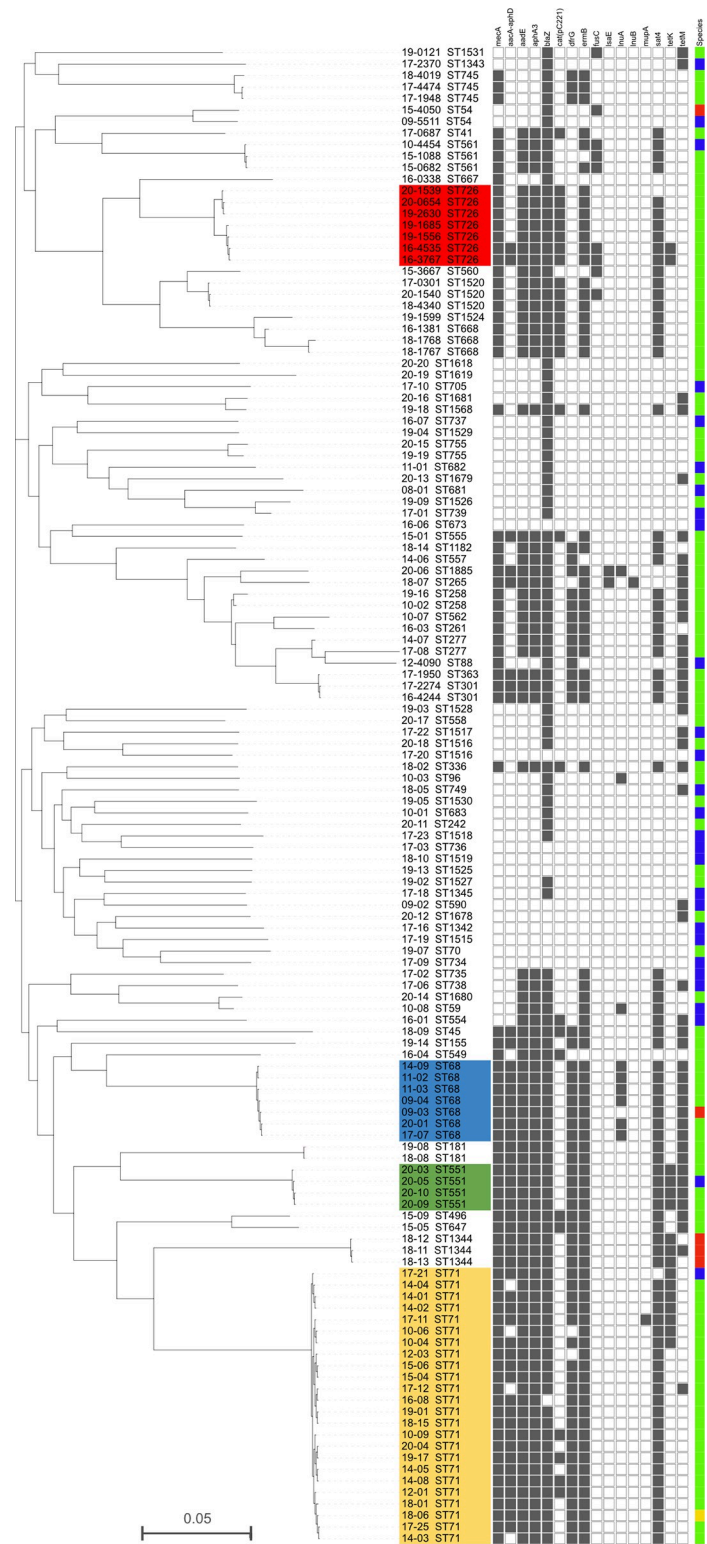 mecA aacA-aphD aadE aphA3 blaZ cat(pC221) dfrG ermB fusC lsaE lnuA lnuB mupA sat4 tetK tetM Species
19-0121 ST1531
17-2370 ST1343
18-4019 ST745
17-4474 ST745
17-1948 ST745
15-4050 ST54
09-5511 ST54
17-0687 ST41
10-4454 ST561
15-1088 ST561
15-0682 ST561
16-0338 ST667
20-1539 ST726
20-0654 ST726
19-2630 ST726
19-1685 ST726
19-1556 ST726
16-4535 ST726
16-3767 ST726
15-3667 ST560
17-0301 ST1520
20-1540 ST1520
18-4340 ST1520
19-1599 ST1524
16-1381 ST668
18-1768 ST668
18-1767 ST668
20-20 ST1618
20-19 ST1619
17-10 ST705
20-16 ST1681
19-18 ST1568
16-07 ST737
19-04 ST1529
20-15 ST755
19-19 ST755
11-01 ST682
20-13 ST1679
08-01 ST681
19-09 ST1526
17-01 ST739
16-06 ST673
15-01 ST555
18-14 ST1182
14-06 ST557
20-06 ST1885
18-07 ST265
19-16 ST258
10-02 ST258
10-07 ST562
16-03 ST261
14-07 ST277
17-08 ST277
12-4090 ST88
17-1950 ST363
17-2274 ST301
16-4244 ST301
19-03 ST1528
20-17 ST558
17-22 ST1517
20-18 ST1516
17-20 ST1516
18-02 ST336
10-03 ST96
18-05 ST749
19-05 ST1530
10-01 ST683
20-11 ST242
17-23 ST1518
17-03 ST736
18-10 ST1519
19-13 ST1525
19-02 ST1527
17-18 ST1345
09-02 ST590
20-12 ST1678
17-16 ST1342
17-19 ST1515
19-07 ST70
17-09 ST734
17-02 ST735
17-06 ST738
20-14 ST1680
10-08 ST59
16-01 ST554
18-09 ST45
19-14 ST155
16-04 ST549
14-09 ST68
11-02 ST68
11-03 ST68
09-04 ST68
09-03 ST68
20-01 ST68
17-07 ST68
19-08 ST181
18-08 ST181
20-03 ST551
20-05 ST551
20-10 ST551
20-09 ST551
15-09 ST496
15-05 ST647
18-12 ST1344
18-11 ST1344
18-13 ST1344
17-21 ST71
14-04 ST71
14-01 ST71
14-02 ST71
17-11 ST71
10-06 ST71
10-04 ST71
12-03 ST71
15-06 ST71
15-04 ST71
17-12 ST71
16-08 ST71
19-01 ST71
18-15 ST71
10-09 ST71
20-04 ST71
19-17 ST71
14-05 ST71
14-08 ST71
12-01 ST71
18-01 ST71
18-06 ST71
17-25 ST71
14-03 ST71
0.05